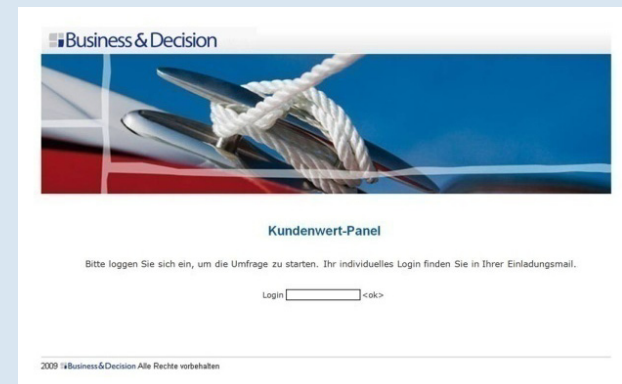 Business & Decision
Kundenwert-Panel
Bitte loggen Sie sich ein, um die Umfrage zu starten. Ihr individuelles Login finden Sie in Ihrer Einladungsmail.
Login <ok>
2009 Business & Decision Alle Rechte vorbehalten